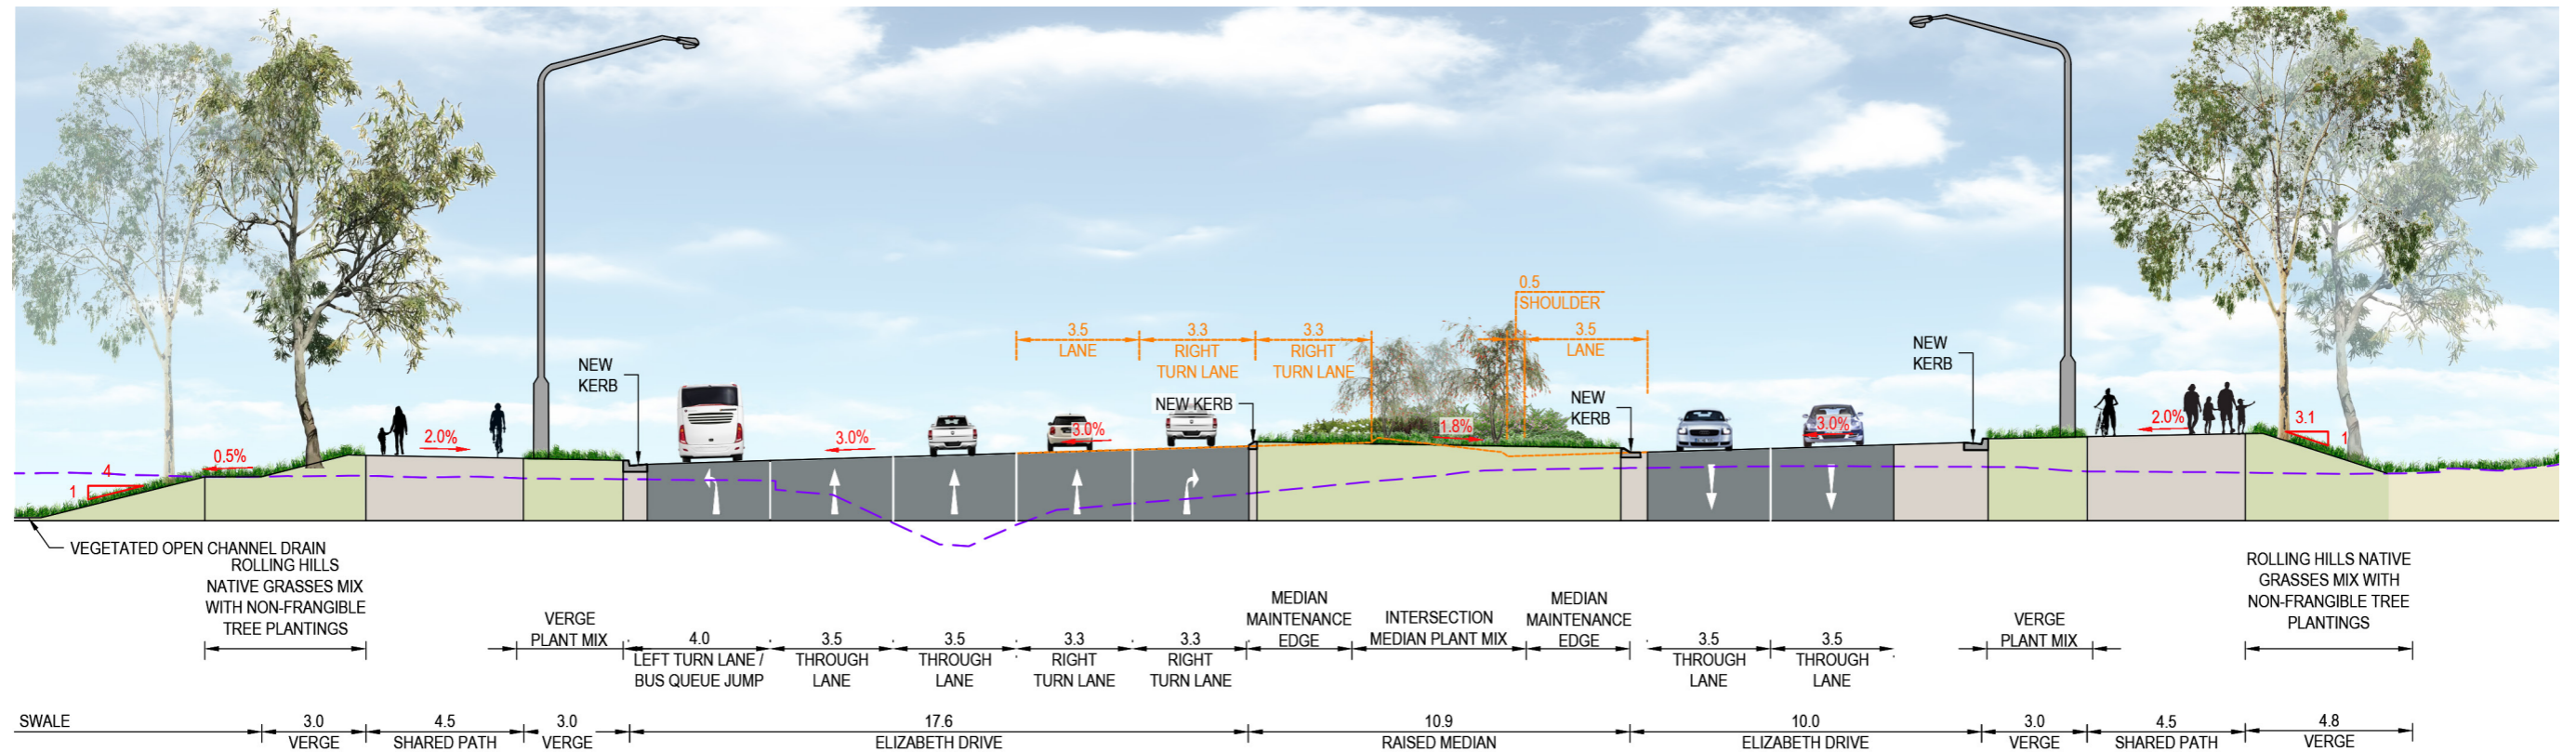 0.5
SHOULDER
3.5
LANE
3.3
RIGHT
TURN LANE
3.3
RIGHT
TURN LANE
3.5
LANE
NEW
KERB
NEW KERB
NEW
KERB
NEW
KERB
4
1
0.5%
2.0%
3.0%
3.0%
1.8%
3.0%
2.0%
3.1
1
VEGETATED OPEN CHANNEL DRAIN
ROLLING HILLS
NATIVE GRASSES MIX
WITH NON-FRANGIBLE
TREE PLANTINGS
VERGE
PLANT MIX
4.0
LEFT TURN LANE /
BUS QUEUE JUMP
3.5
THROUGH
LANE
3.5
THROUGH
LANE
3.3
RIGHT
TURN LANE
3.3
RIGHT
TURN LANE
MEDIAN
MAINTENANCE
EDGE
INTERSECTION
MEDIAN PLANT MIX
MEDIAN
MAINTENANCE
EDGE
3.5
THROUGH
LANE
3.5
THROUGH
LANE
VERGE
PLANT MIX
ROLLING HILLS NATIVE
GRASSES MIX WITH
NON-FRANGIBLE TREE
PLANTINGS
SWALE
3.0
VERGE
4.5
SHARED PATH
3.0
VERGE
17.6
ELIZABETH DRIVE
10.9
RAISED MEDIAN
10.0
ELIZABETH DRIVE
3.0
VERGE
4.5
SHARED PATH
4.8
VERGE